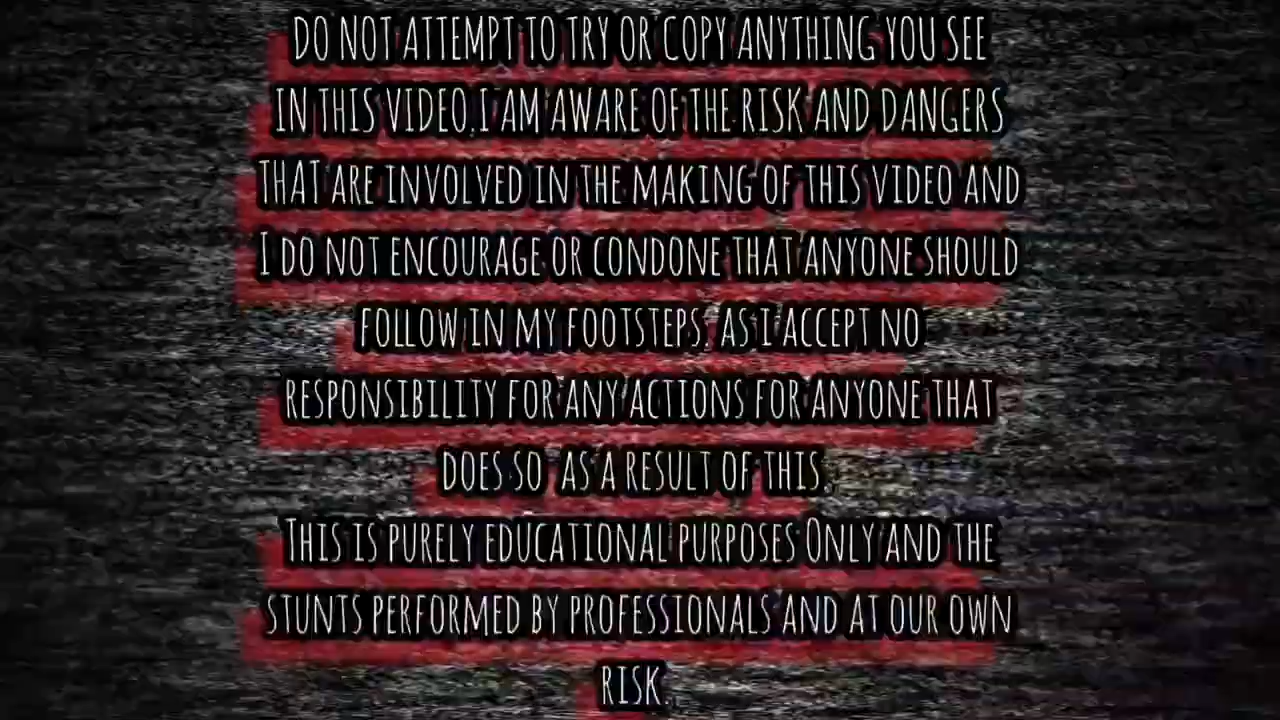 DO NOT ATTEMPT TO TRY OR COPY ANYTHING YOU SEE
IN THIS VIDEO,I AM AWARE OF THE RISK AND DANGERS
THAT ARE INVOLVED IN THE MAKING OF THIS VIDEO AND
I DO NOT ENCOURAGE OR CONDONE THAT ANYONE SHOULD
FOLLOW IN MY FOOTSTEPS, AS I ACCEPT NO
RESPONSIBILITY FOR ANY ACTIONS FOR ANYONE THAT
DOES SO AS A RESULT OF THIS.
THIS IS PURELY EDUCATIONAL PURPOSES ONLY AND THE
STUNTS PERFORMED BY PROFESSIONALS AND AT OUR OWN
RISK.